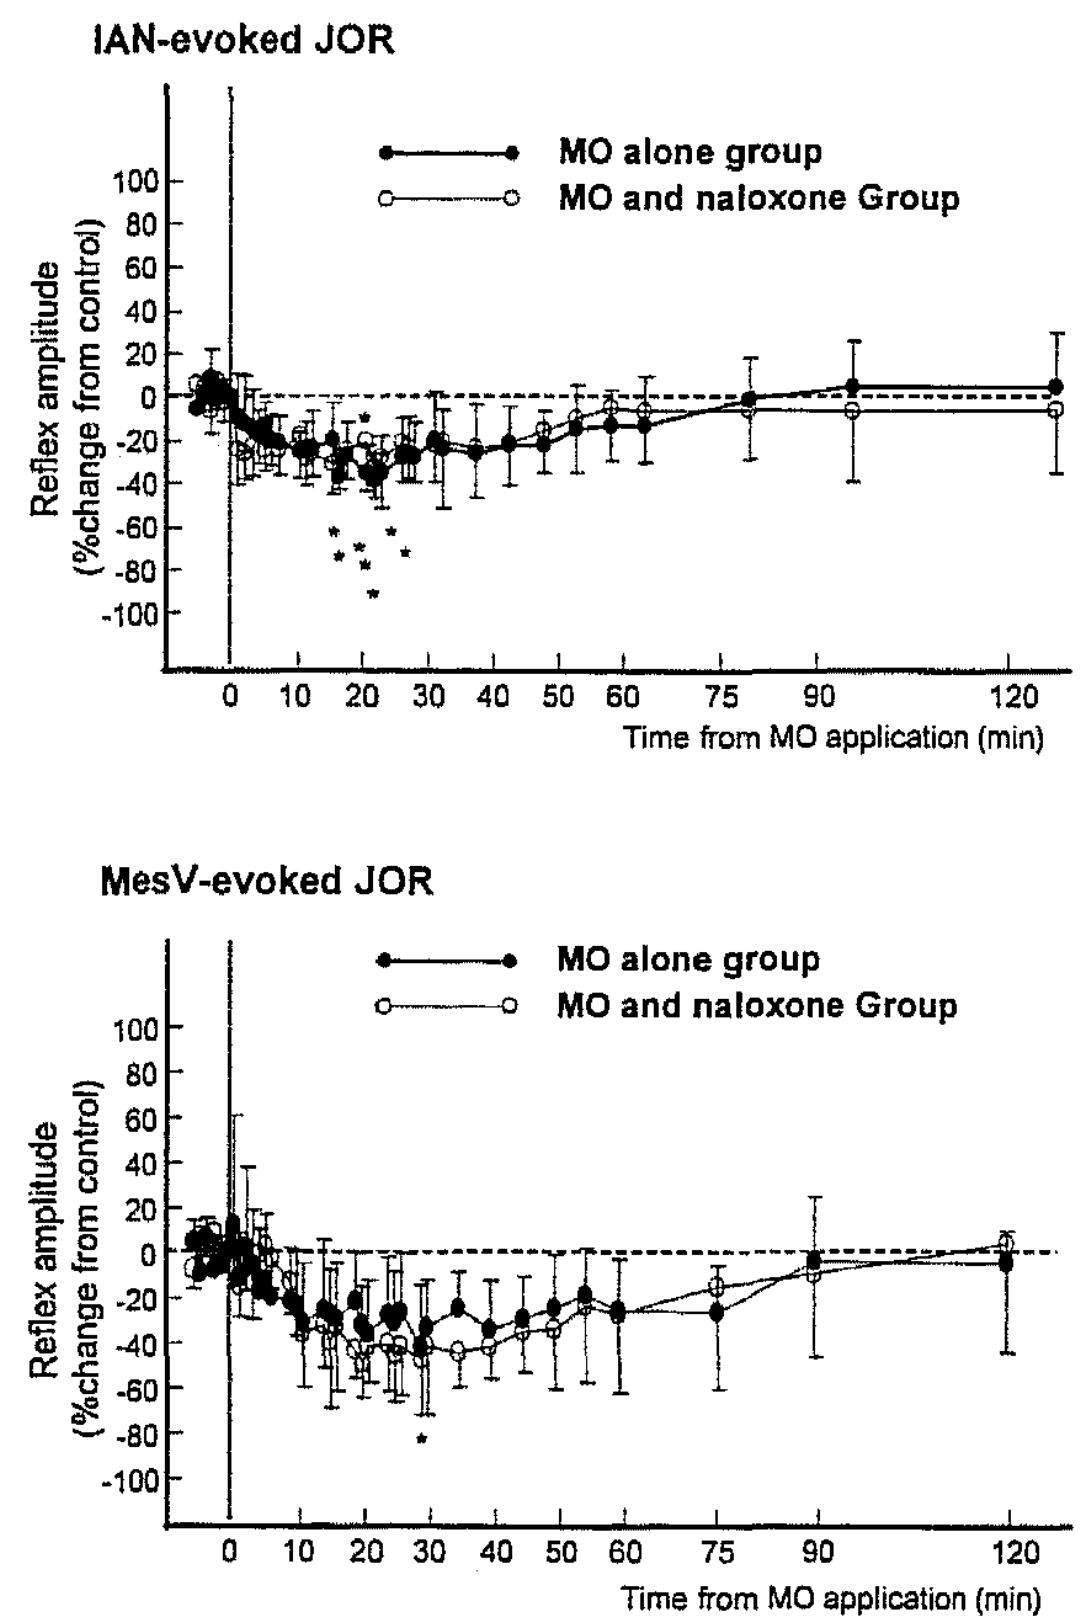 IAN-evoked JOR
MO alone group
MO and naloxone Group
Reflex amplitude
(%change from control)
100
80
60
40
20
0
-20
-40
-60
-80
-100
*
* *
* *
* *
*
0 10 20 30 40 50 60 75 90 120
Time from MO application (min)
MesV-evoked JOR
MO alone group
MO and naloxone Group
Reflex amplitude
(%change from control)
100
80
60
40
20
0
-20
-40
-60
-80
-100
*
0 10 20 30 40 50 60 75 90 120
Time from MO application (min)